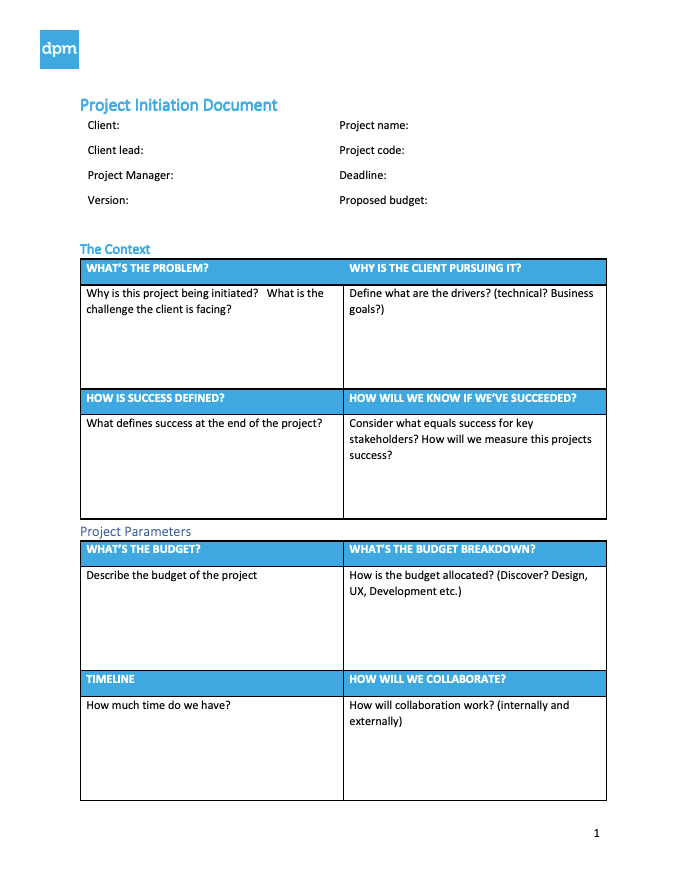 dpm
Project Initiation Document
Client:
Project name:
Client lead:
Project code:
Project Manager:
Deadline:
Version:
Proposed budget:
The Context
WHAT'S THE PROBLEM?
WHY IS THE CLIENT PURSUING IT?
Why is this project being initiated?   What is the
challenge the client is facing?
Define what are the drivers? (technical? Business
goals?)
HOW IS SUCCESS DEFINED?
HOW WILL WE KNOW IF WE'VE SUCCEEDED?
What defines success at the end of the project?
Consider what equals success for key
stakeholders? How will we measure this projects
success?
Project Parameters
WHAT'S THE BUDGET?
WHAT'S THE BUDGET BREAKDOWN?
Describe the budget of the project
How is the budget allocated? (Discover? Design,
UX, Development etc.)
TIMELINE
HOW WILL WE COLLABORATE?
How much time do we have?
How will collaboration work? (internally and
externally)
1